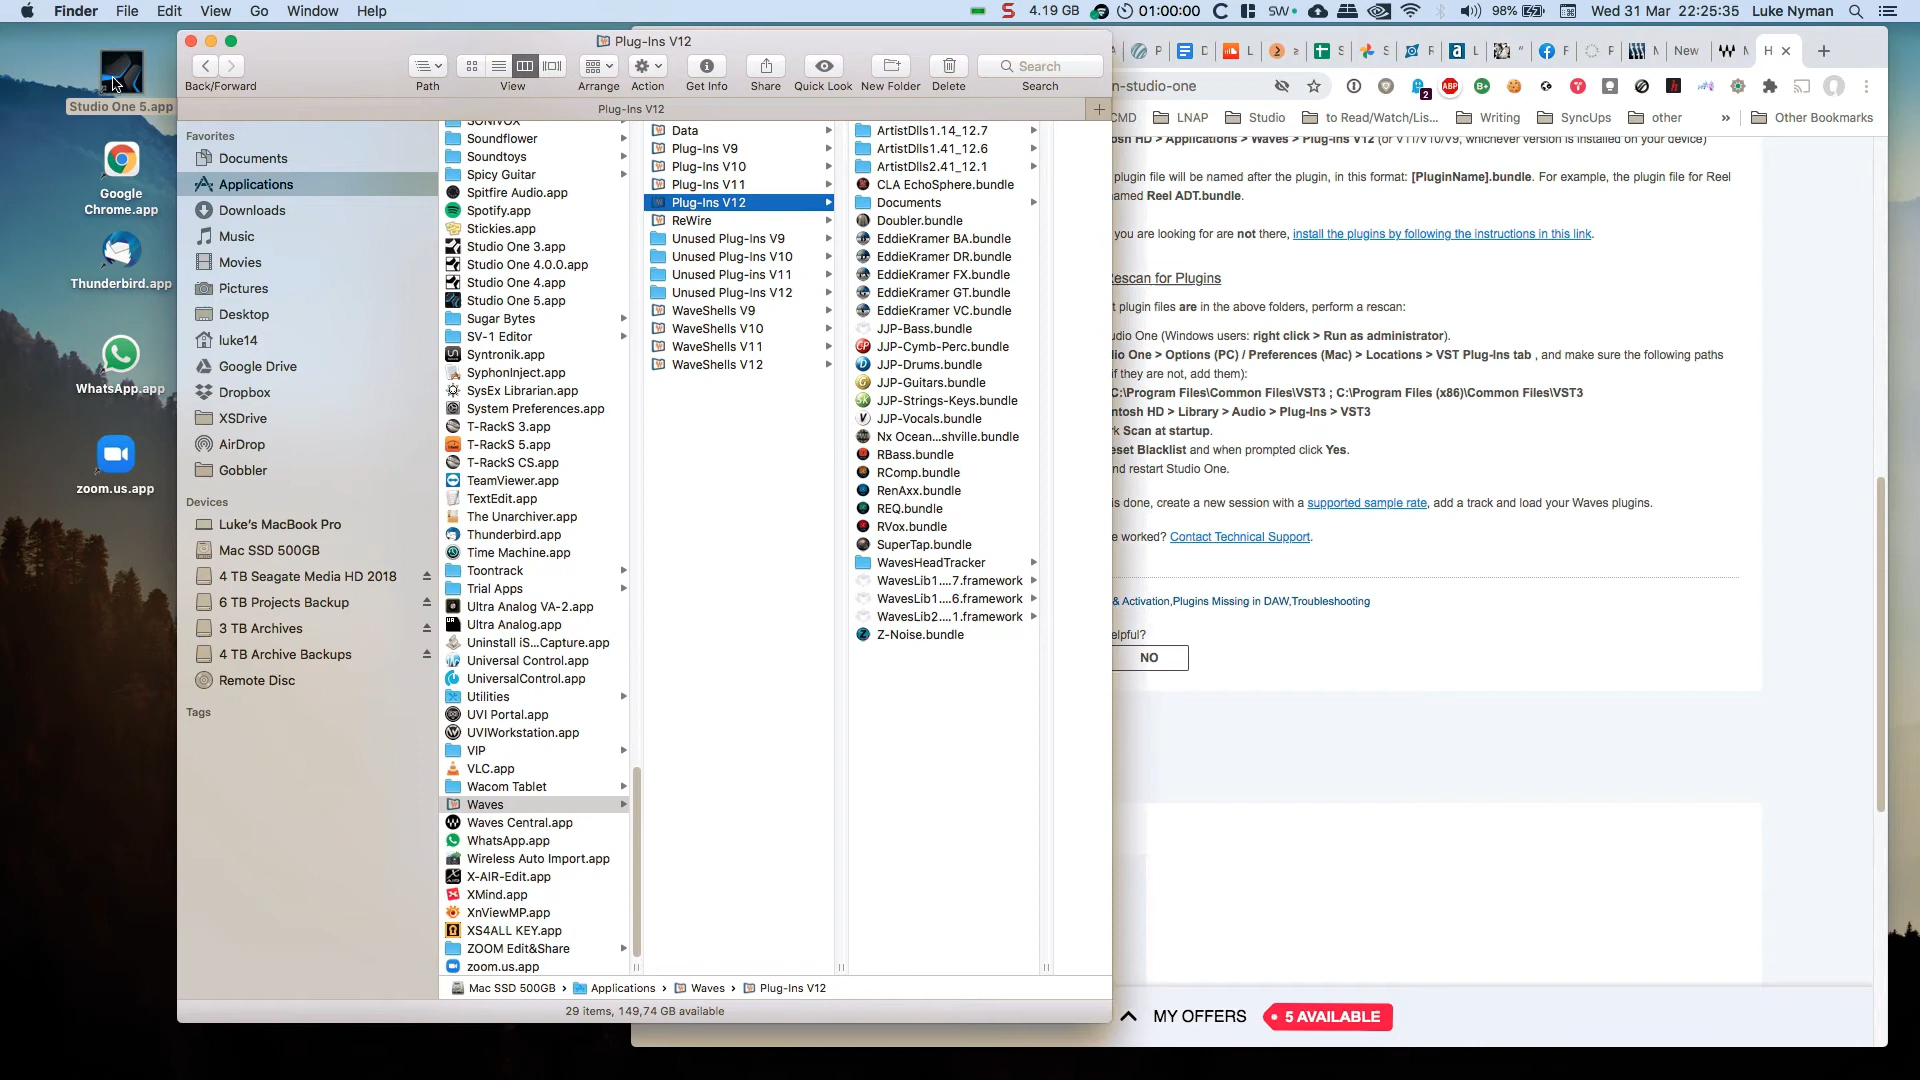 Finder File Edit View Go Window Help
4.19 GB 01:00:00 98% Wed 31 Mar 22:25:35 Luke Nyman
Studio One 5.app
Google
Chrome.app
Thunderbird.app
WhatsApp.app
zoom.us.app
Plug-Ins V12
Back/Forward Path View Arrange Action Get Info Share Quick Look New Folder Delete Search
Search
Plug-Ins V12
Favorites
Documents
Applications
Downloads
Music
Movies
Pictures
Desktop
luke14
Google Drive
Dropbox
XSDrive
AirDrop
Gobbler
Devices
Luke's MacBook Pro
Mac SSD 500GB
4 TB Seagate Media HD 2018
6 TB Projects Backup
3 TB Archives
4 TB Archive Backups
Remote Disc
Tags
SONIVOX
Soundflower
Soundtoys
Spicy Guitar
Spitfire Audio.app
Spotify.app
Stickies.app
Studio One 3.app
Studio One 4.0.0.app
Studio One 4.app
Studio One 5.app
Sugar Bytes
SV-1 Editor
Syntronik.app
SyphonInject.app
SysEx Librarian.app
System Preferences.app
T-RackS 3.app
T-RackS 5.app
T-RackS CS.app
TeamViewer.app
TextEdit.app
The Unarchiver.app
Thunderbird.app
Time Machine.app
Toontrack
Trial Apps
Ultra Analog VA-2.app
Ultra Analog.app
Uninstall iS...Capture.app
Universal Control.app
UniversalControl.app
Utilities
UVI Portal.app
UVIWorkstation.app
VIP
VLC.app
Wacom Tablet
Waves
Waves Central.app
WhatsApp.app
Wireless Auto Import.app
X-AIR-Edit.app
XMind.app
XnViewMP.app
XS4ALL KEY.app
ZOOM Edit&Share
zoom.us.app
Data
Plug-Ins V9
Plug-Ins V10
Plug-Ins V11
Plug-Ins V12
ReWire
Unused Plug-Ins V9
Unused Plug-ins V10
Unused Plug-ins V11
Unused Plug-Ins V12
WaveShells V9
WaveShells V10
WaveShells V11
WaveShells V12
ArtistDlls1.14_12.7
ArtistDlls1.41_12.6
ArtistDlls2.41_12.1
CLA EchoSphere.bundle
Documents
Doubler.bundle
EddieKramer BA.bundle
EddieKramer DR.bundle
EddieKramer FX.bundle
EddieKramer GT.bundle
EddieKramer VC.bundle
JJP-Bass.bundle
JJP-Cymb-Perc.bundle
JJP-Drums.bundle
JJP-Guitars.bundle
JJP-Strings-Keys.bundle
JJP-Vocals.bundle
Nx Ocean...shville.bundle
RBass.bundle
RComp.bundle
RenAxx.bundle
REQ.bundle
RVox.bundle
SuperTap.bundle
WavesHeadTracker
WavesLib1....7.framework
WavesLib1....6.framework
WavesLib2....1.framework
Z-Noise.bundle
Mac SSD 500GB › Applications › Waves › Plug-Ins V12
29 items, 149,74 GB available
New
n-studio-one
CMD LNAP Studio to Read/Watch/Lis... Writing SyncUps other » Other Bookmarks
osh HD > Applications > Waves > Plug-Ins V12 (or V11/V10/V9, whichever version is installed on your device)
plugin file will be named after the plugin, in this format: [PluginName].bundle. For example, the plugin file for Reel
amed Reel ADT.bundle.
you are looking for are not there, install the plugins by following the instructions in this link.
Rescan for Plugins
t plugin files are in the above folders, perform a rescan:
udio One (Windows users: right click > Run as administrator).
dio One > Options (PC) / Preferences (Mac) > Locations > VST Plug-Ins tab , and make sure the following paths
if they are not, add them):
C:\Program Files\Common Files\VST3 ; C:\Program Files (x86)\Common Files\VST3
ntosh HD > Library > Audio > Plug-Ins > VST3
k Scan at startup.
eset Blacklist and when prompted click Yes.
nd restart Studio One.
is done, create a new session with a supported sample rate, add a track and load your Waves plugins.
e worked? Contact Technical Support.
& Activation,Plugins Missing in DAW,Troubleshooting
elpful?
NO
MY OFFERS 5 AVAILABLE